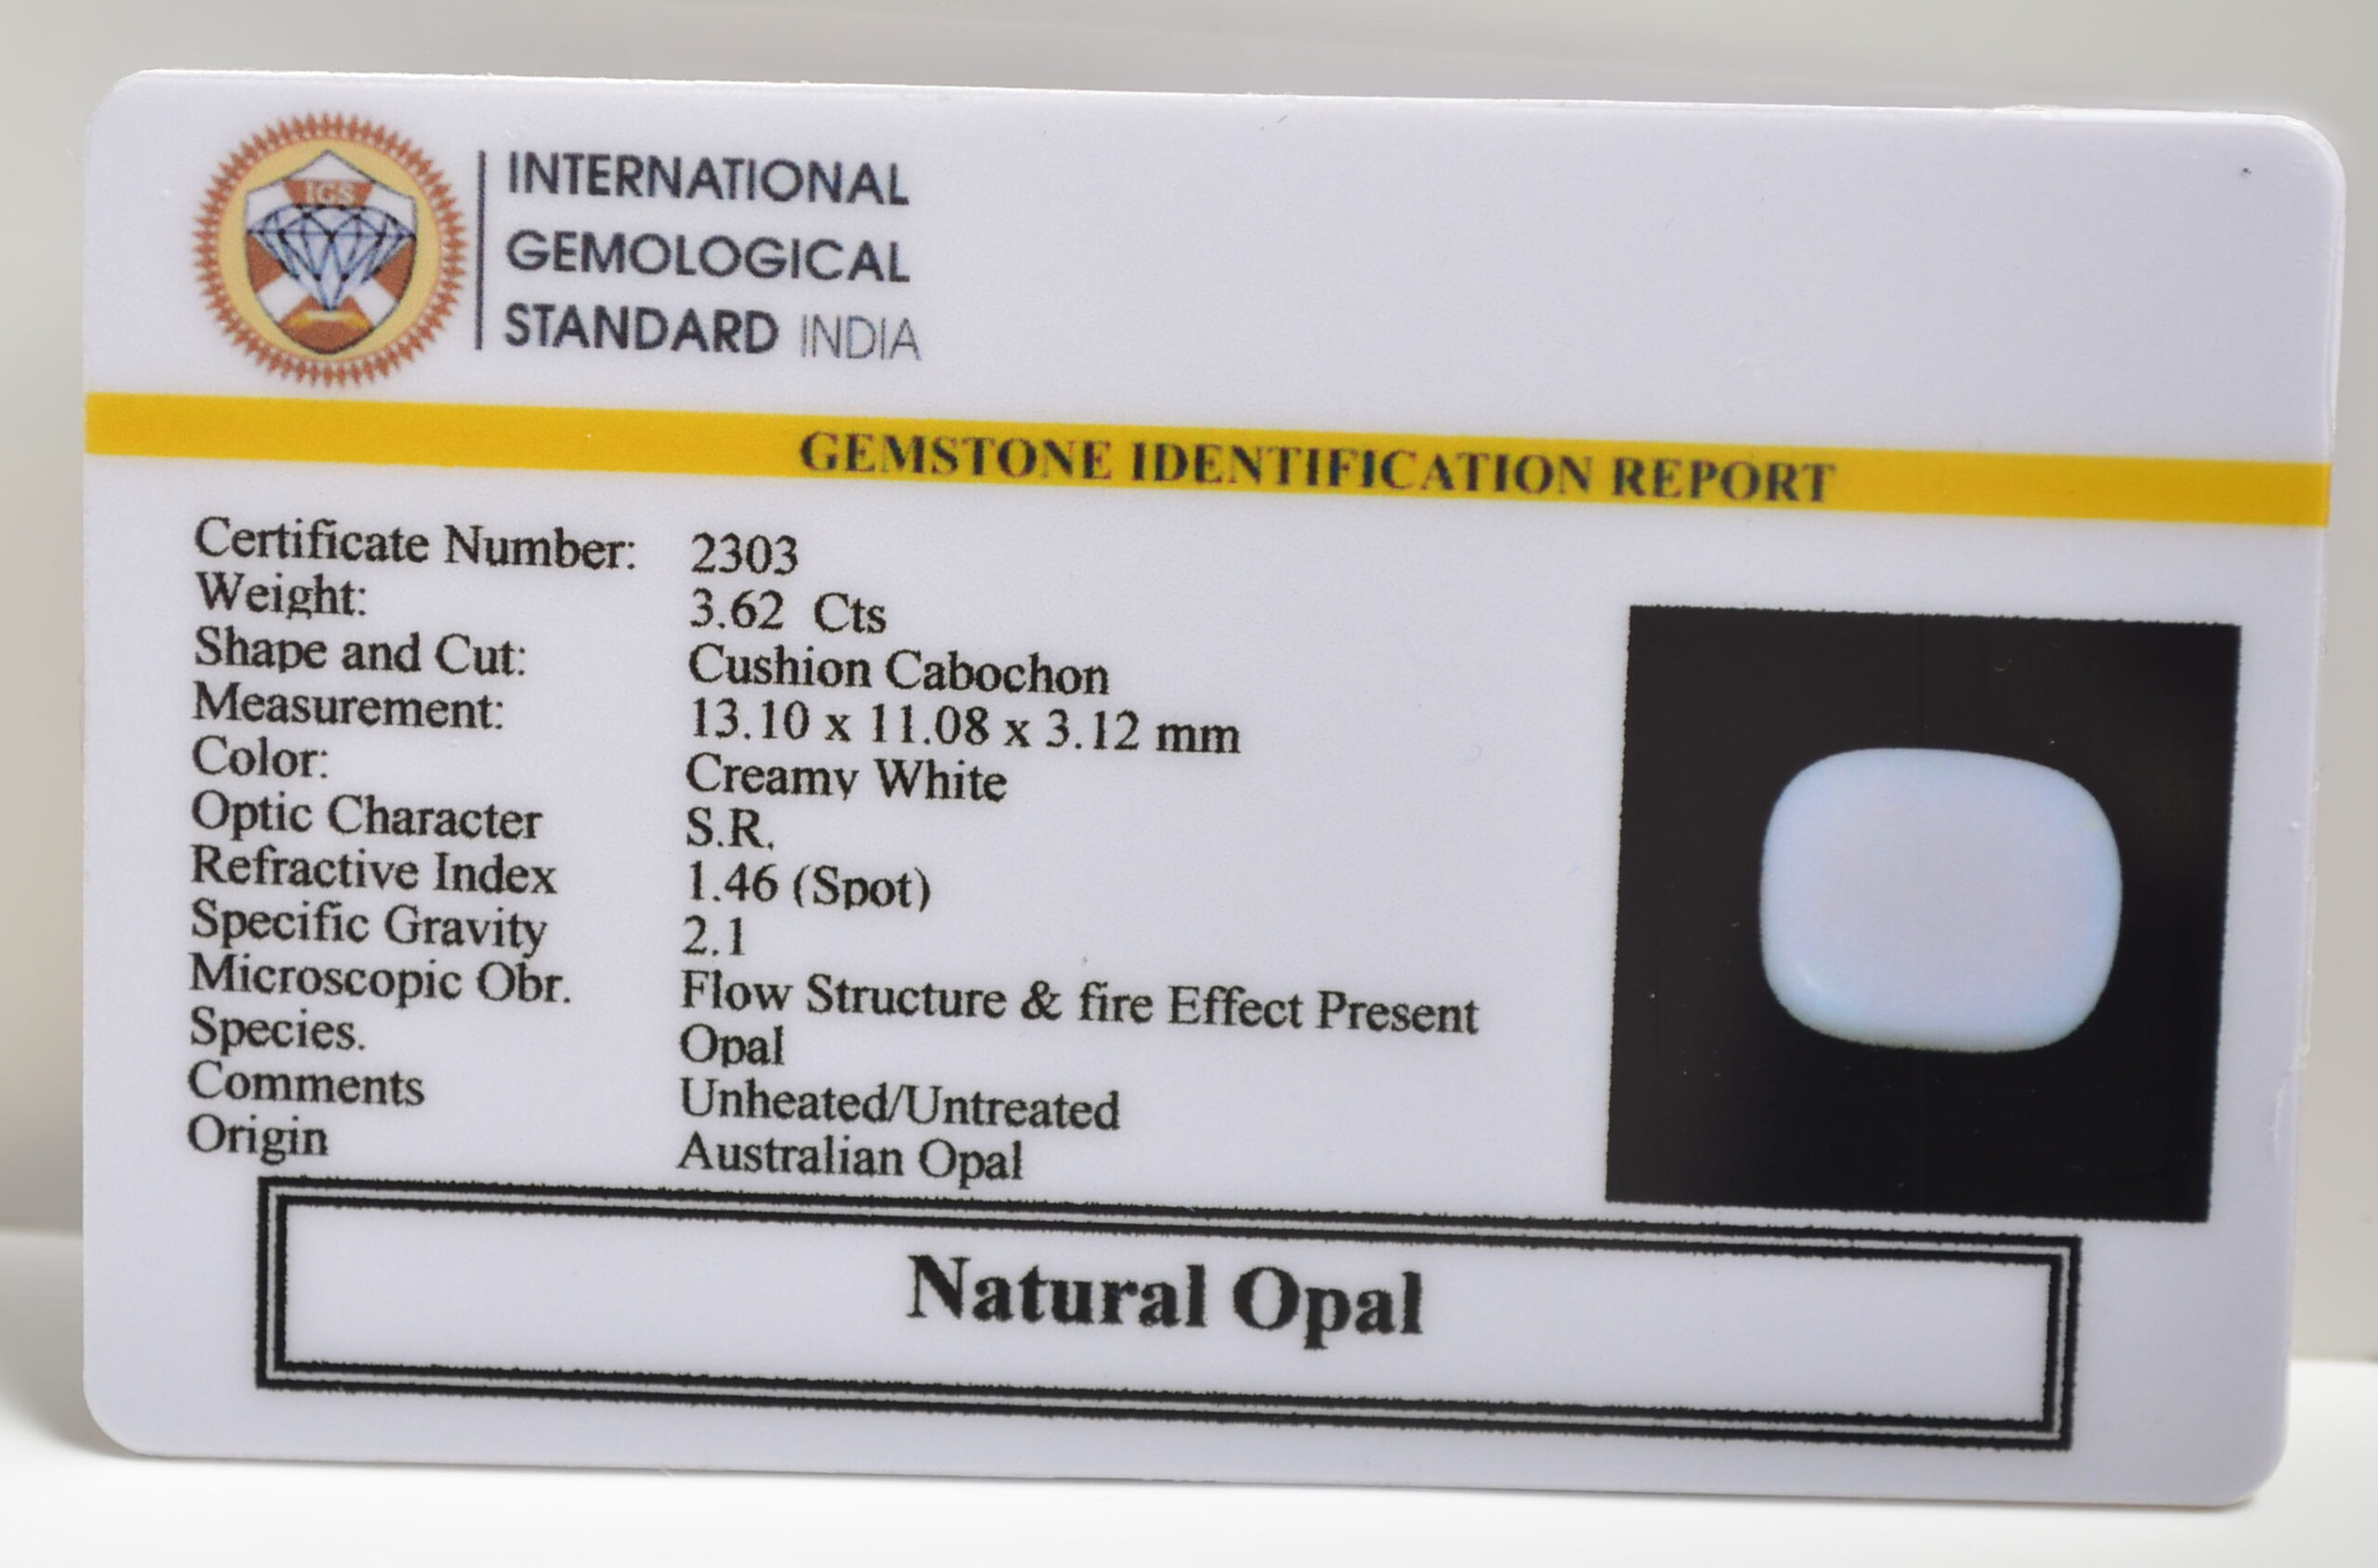 IGS
INTERNATIONAL
GEMOLOGICAL
STANDARD INDIA
GEMSTONE IDENTIFICATION REPORT
Certificate Number: 2303
Weight: 3.62 Cts
Shape and Cut: Cushion Cabochon
Measurement: 13.10 x 11.08 x 3.12 mm
Color: Creamy White
Optic Character S.R.
Refractive Index 1.46 (Spot)
Specific Gravity 2.1
Microscopic Obr. Flow Structure & fire Effect Present
Species. Opal
Comments Unheated/Untreated
Origin Australian Opal
Natural Opal